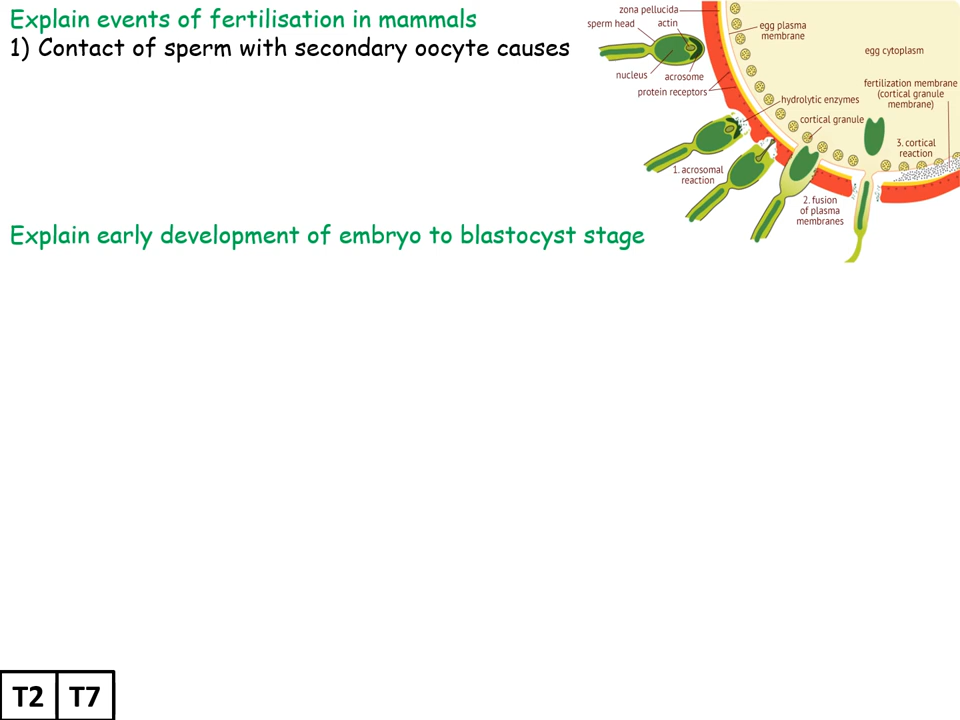 Explain events of fertilisation in mammals
1) Contact of sperm with secondary oocyte causes
zona pellucida
sperm head
actin
egg plasma
membrane
egg cytoplasm
nucleus
acrosome
protein receptors
hydrolytic enzymes
fertilization membrane
(cortical granule
membrane)
cortical granule
3. cortical
reaction
1. acrosomal
reaction
2. fusion
of plasma
membranes
Explain early development of embryo to blastocyst stage
T2 T7